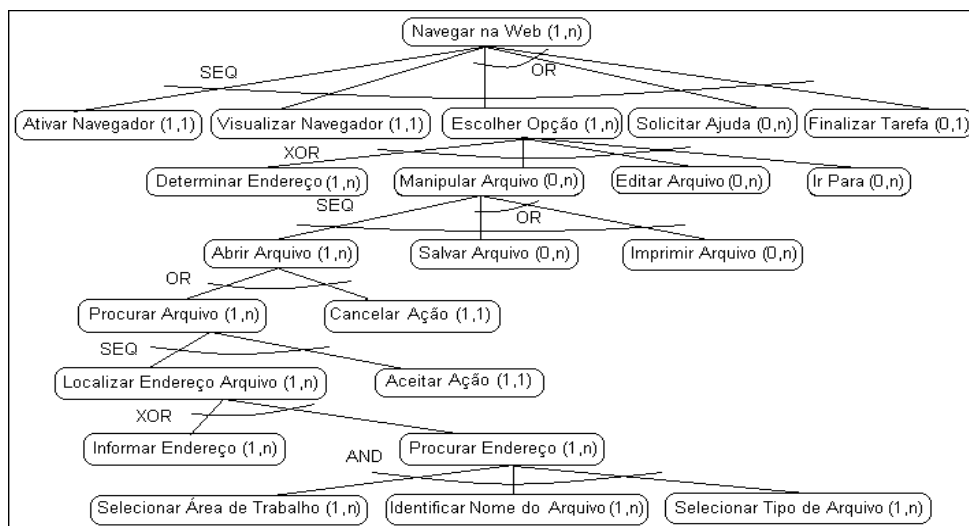 Navegar na Web (1,n)
SEQ
OR
Ativar Navegador (1,1)
Visualizar Navegador (1,1)
Escolher Opção (1,n)
Solicitar Ajuda (0,n)
Finalizar Tarefa (0,1)
XOR
Determinar Endereço (1,n)
Manipular Arquivo (0,n)
Editar Arquivo (0,n)
Ir Para (0,n)
SEQ
OR
Abrir Arquivo (1,n)
Salvar Arquivo (0,n)
Imprimir Arquivo (0,n)
OR
Procurar Arquivo (1,n)
Cancelar Ação (1,1)
SEQ
Localizar Endereço Arquivo (1,n)
Aceitar Ação (1,1)
XOR
Informar Endereço (1,n)
Procurar Endereço (1,n)
AND
Selecionar Área de Trabalho (1,n)
Identificar Nome do Arquivo (1,n)
Selecionar Tipo de Arquivo (1,n)